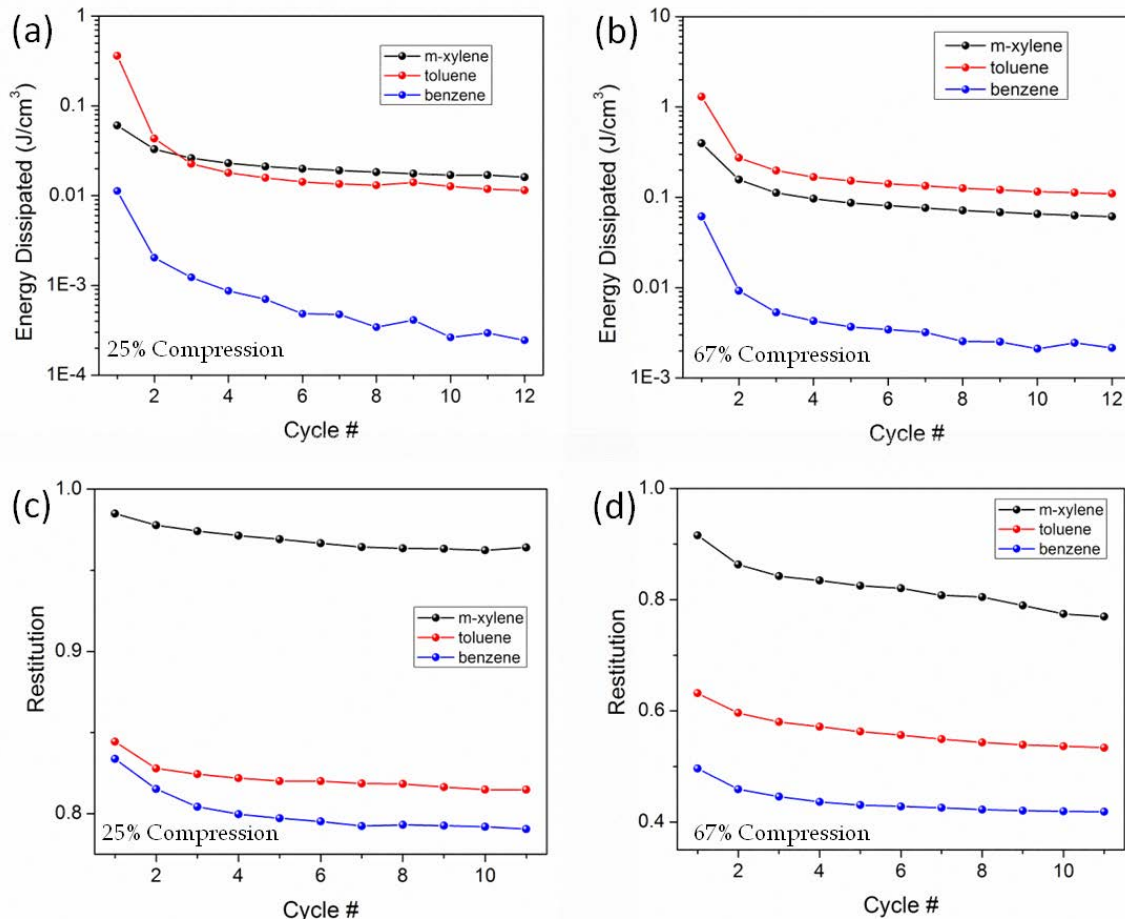 (a)
1
0.1
0.01
1E-3
1E-4
Energy Dissipated (J/cm³)
m-xylene
toluene
benzene
25% Compression
2 4 6 8 10 12
Cycle #
(b)
10
1
0.1
0.01
1E-3
Energy Dissipated (J/cm³)
m-xylene
toluene
benzene
67% Compression
2 4 6 8 10 12
Cycle #
(c)
1.0
0.9
0.8
Restitution
m-xylene
toluene
benzene
25% Compression
2 4 6 8 10
Cycle #
(d)
1.0
0.8
0.6
0.4
Restitution
m-xylene
toluene
benzene
67% Compression
2 4 6 8 10
Cycle #